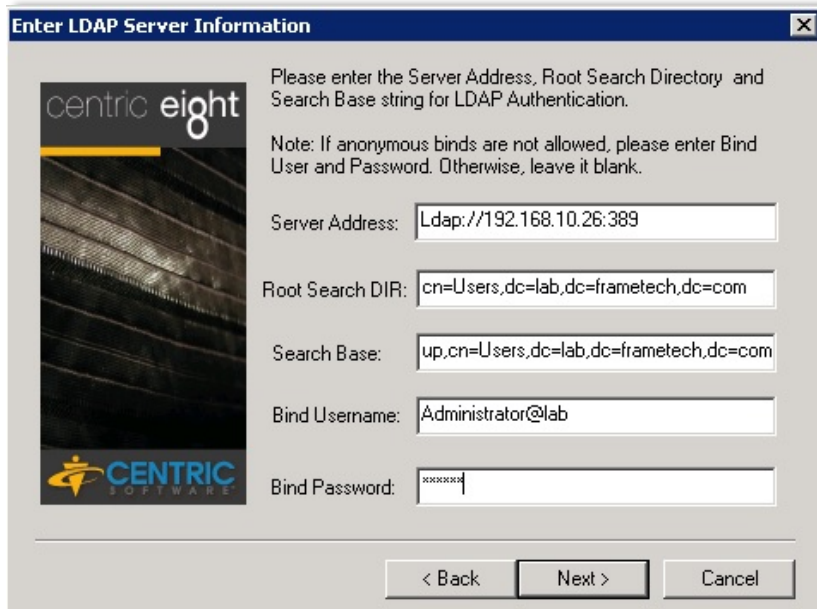 Enter LDAP Server Information
centric eight
Please enter the Server Address, Root Search Directory and
Search Base string for LDAP Authentication.
Note: If anonymous binds are not allowed, please enter Bind
User and Password. Otherwise, leave it blank.
Server Address: Ldap://192.168.10.26:389
Root Search DIR: cn=Users,dc=lab,dc=frametech,dc=com
Search Base: up,cn=Users,dc=lab,dc=frametech,dc=com
Bind Username: Administrator@lab
Bind Password: ******
CENTRIC
SOFTWARE
< Back Next > Cancel